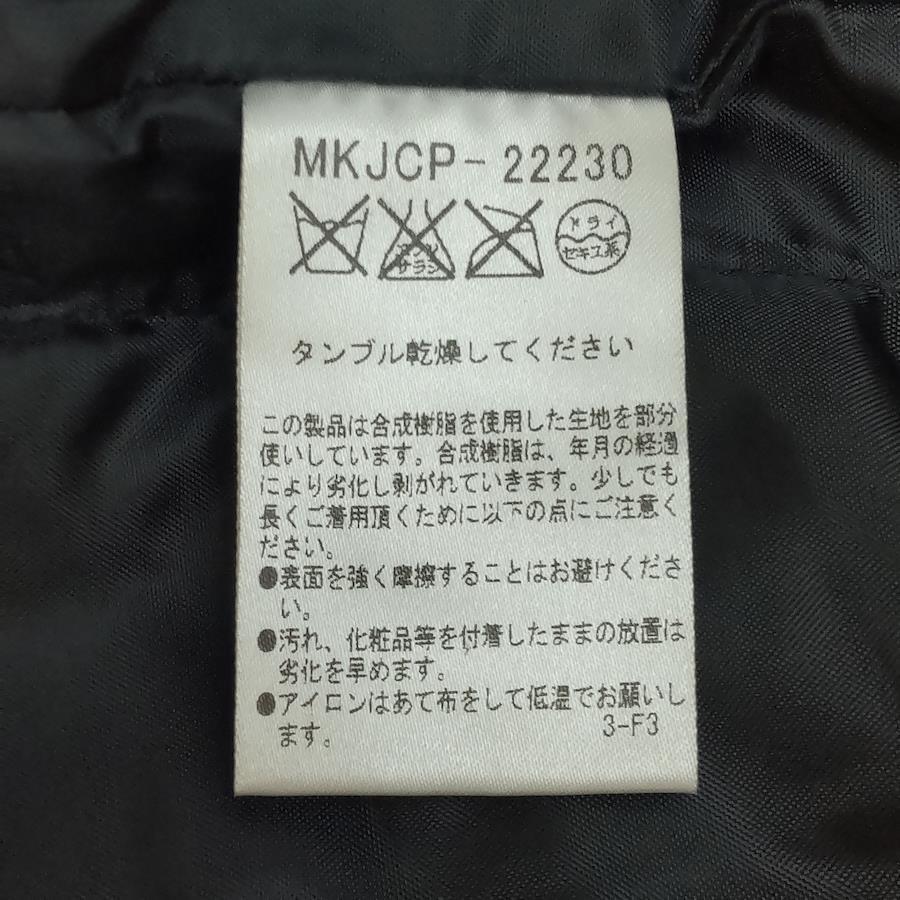 MKJCP-22230
エンソ
サラシ
ドライ
セキユ系
タンブル乾燥してください
この製品は合成樹脂を使用した生地を部分
使いしています。合成樹脂は、年月の経過
により劣化し剥がれていきます。少しでも
長くご着用頂くために以下の点にご注意く
ださい。
●表面を強く摩擦することはお避けくださ
い。
●汚れ、化粧品等を付着したままの放置は
劣化を早めます。
●アイロンはあて布をして低温でお願いし
ます。
3-F3